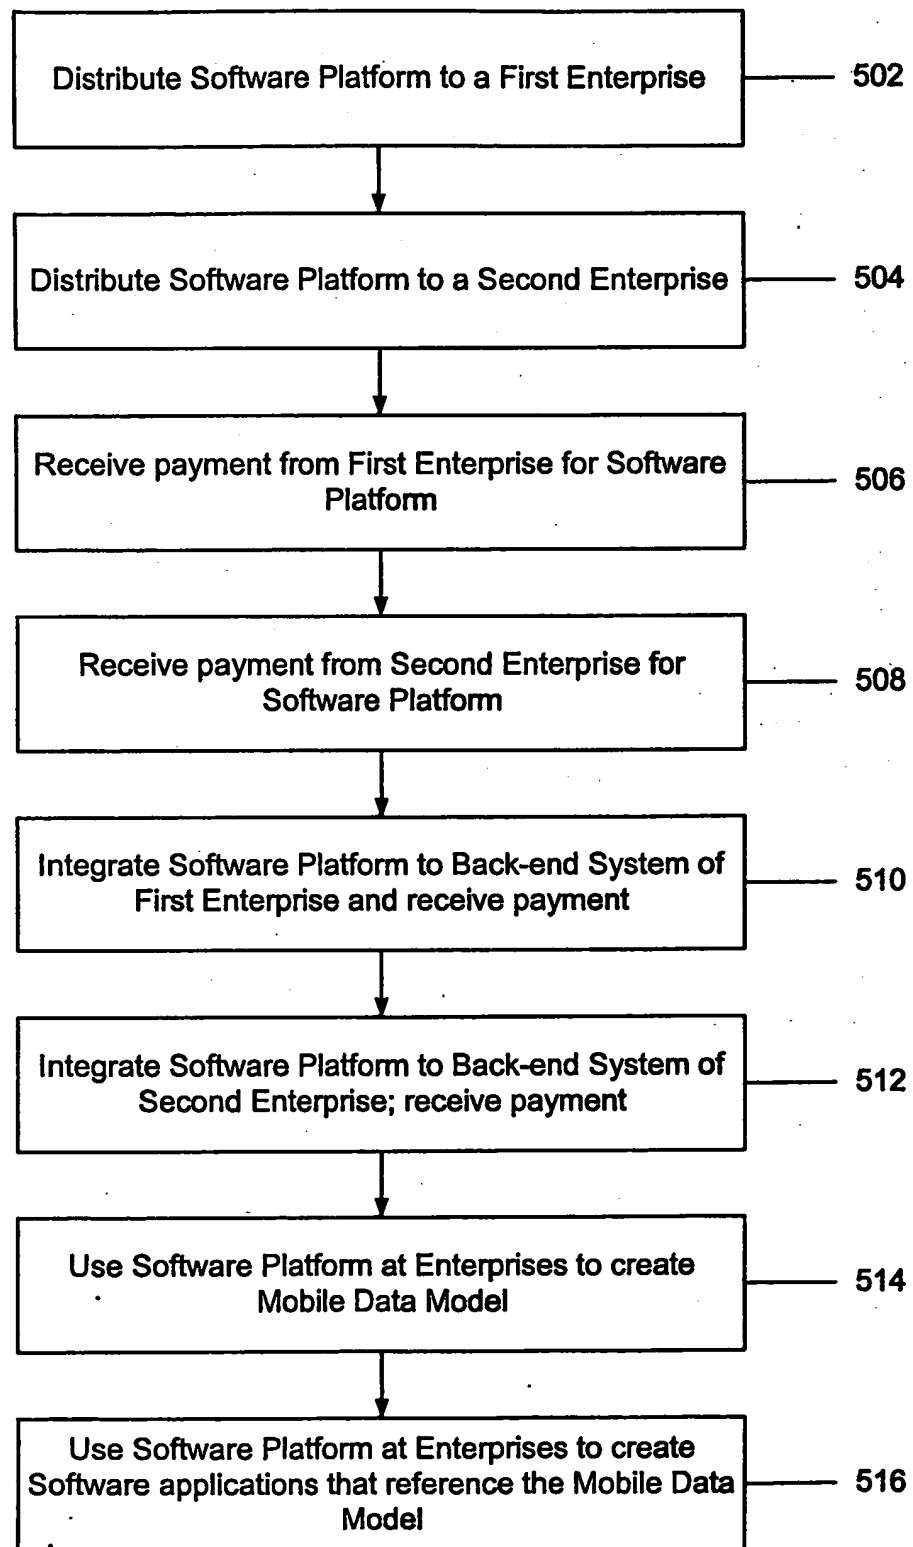 Distribute Software Platform to a First Enterprise
502
Distribute Software Platform to a Second Enterprise
504
Receive payment from First Enterprise for Software
Platform
506
Receive payment from Second Enterprise for
Software Platform
508
Integrate Software Platform to Back-end System of
First Enterprise and receive payment
510
Integrate Software Platform to Back-end System of
Second Enterprise; receive payment
512
Use Software Platform at Enterprises to create
Mobile Data Model
514
Use Software Platform at Enterprises to create
Software applications that reference the Mobile Data
Model
516